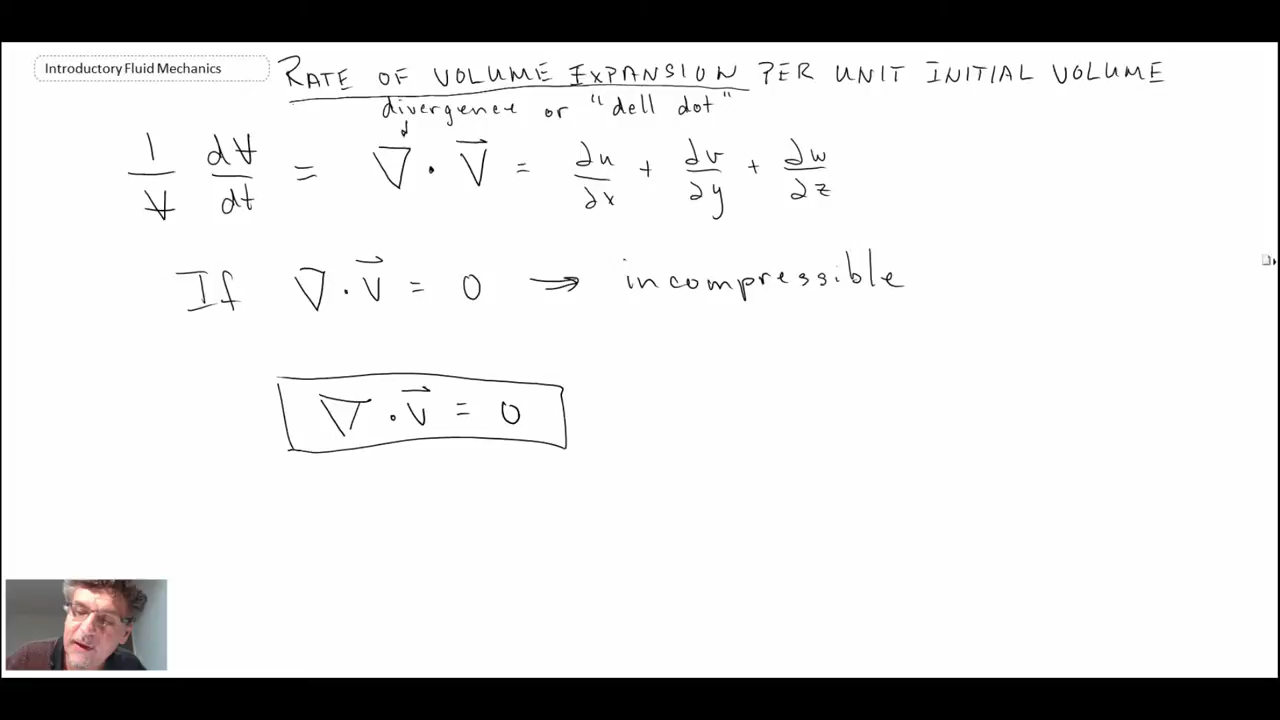 Introductory Fluid Mechanics
RATE OF VOLUME EXPANSION PER UNIT INITIAL VOLUME
divergence or "dell dot"
1/V dV/dt = ∇ · V⃗ = ∂u/∂x + ∂v/∂y + ∂w/∂z
If ∇ · v⃗ = 0 → incompressible
∇ · v⃗ = 0